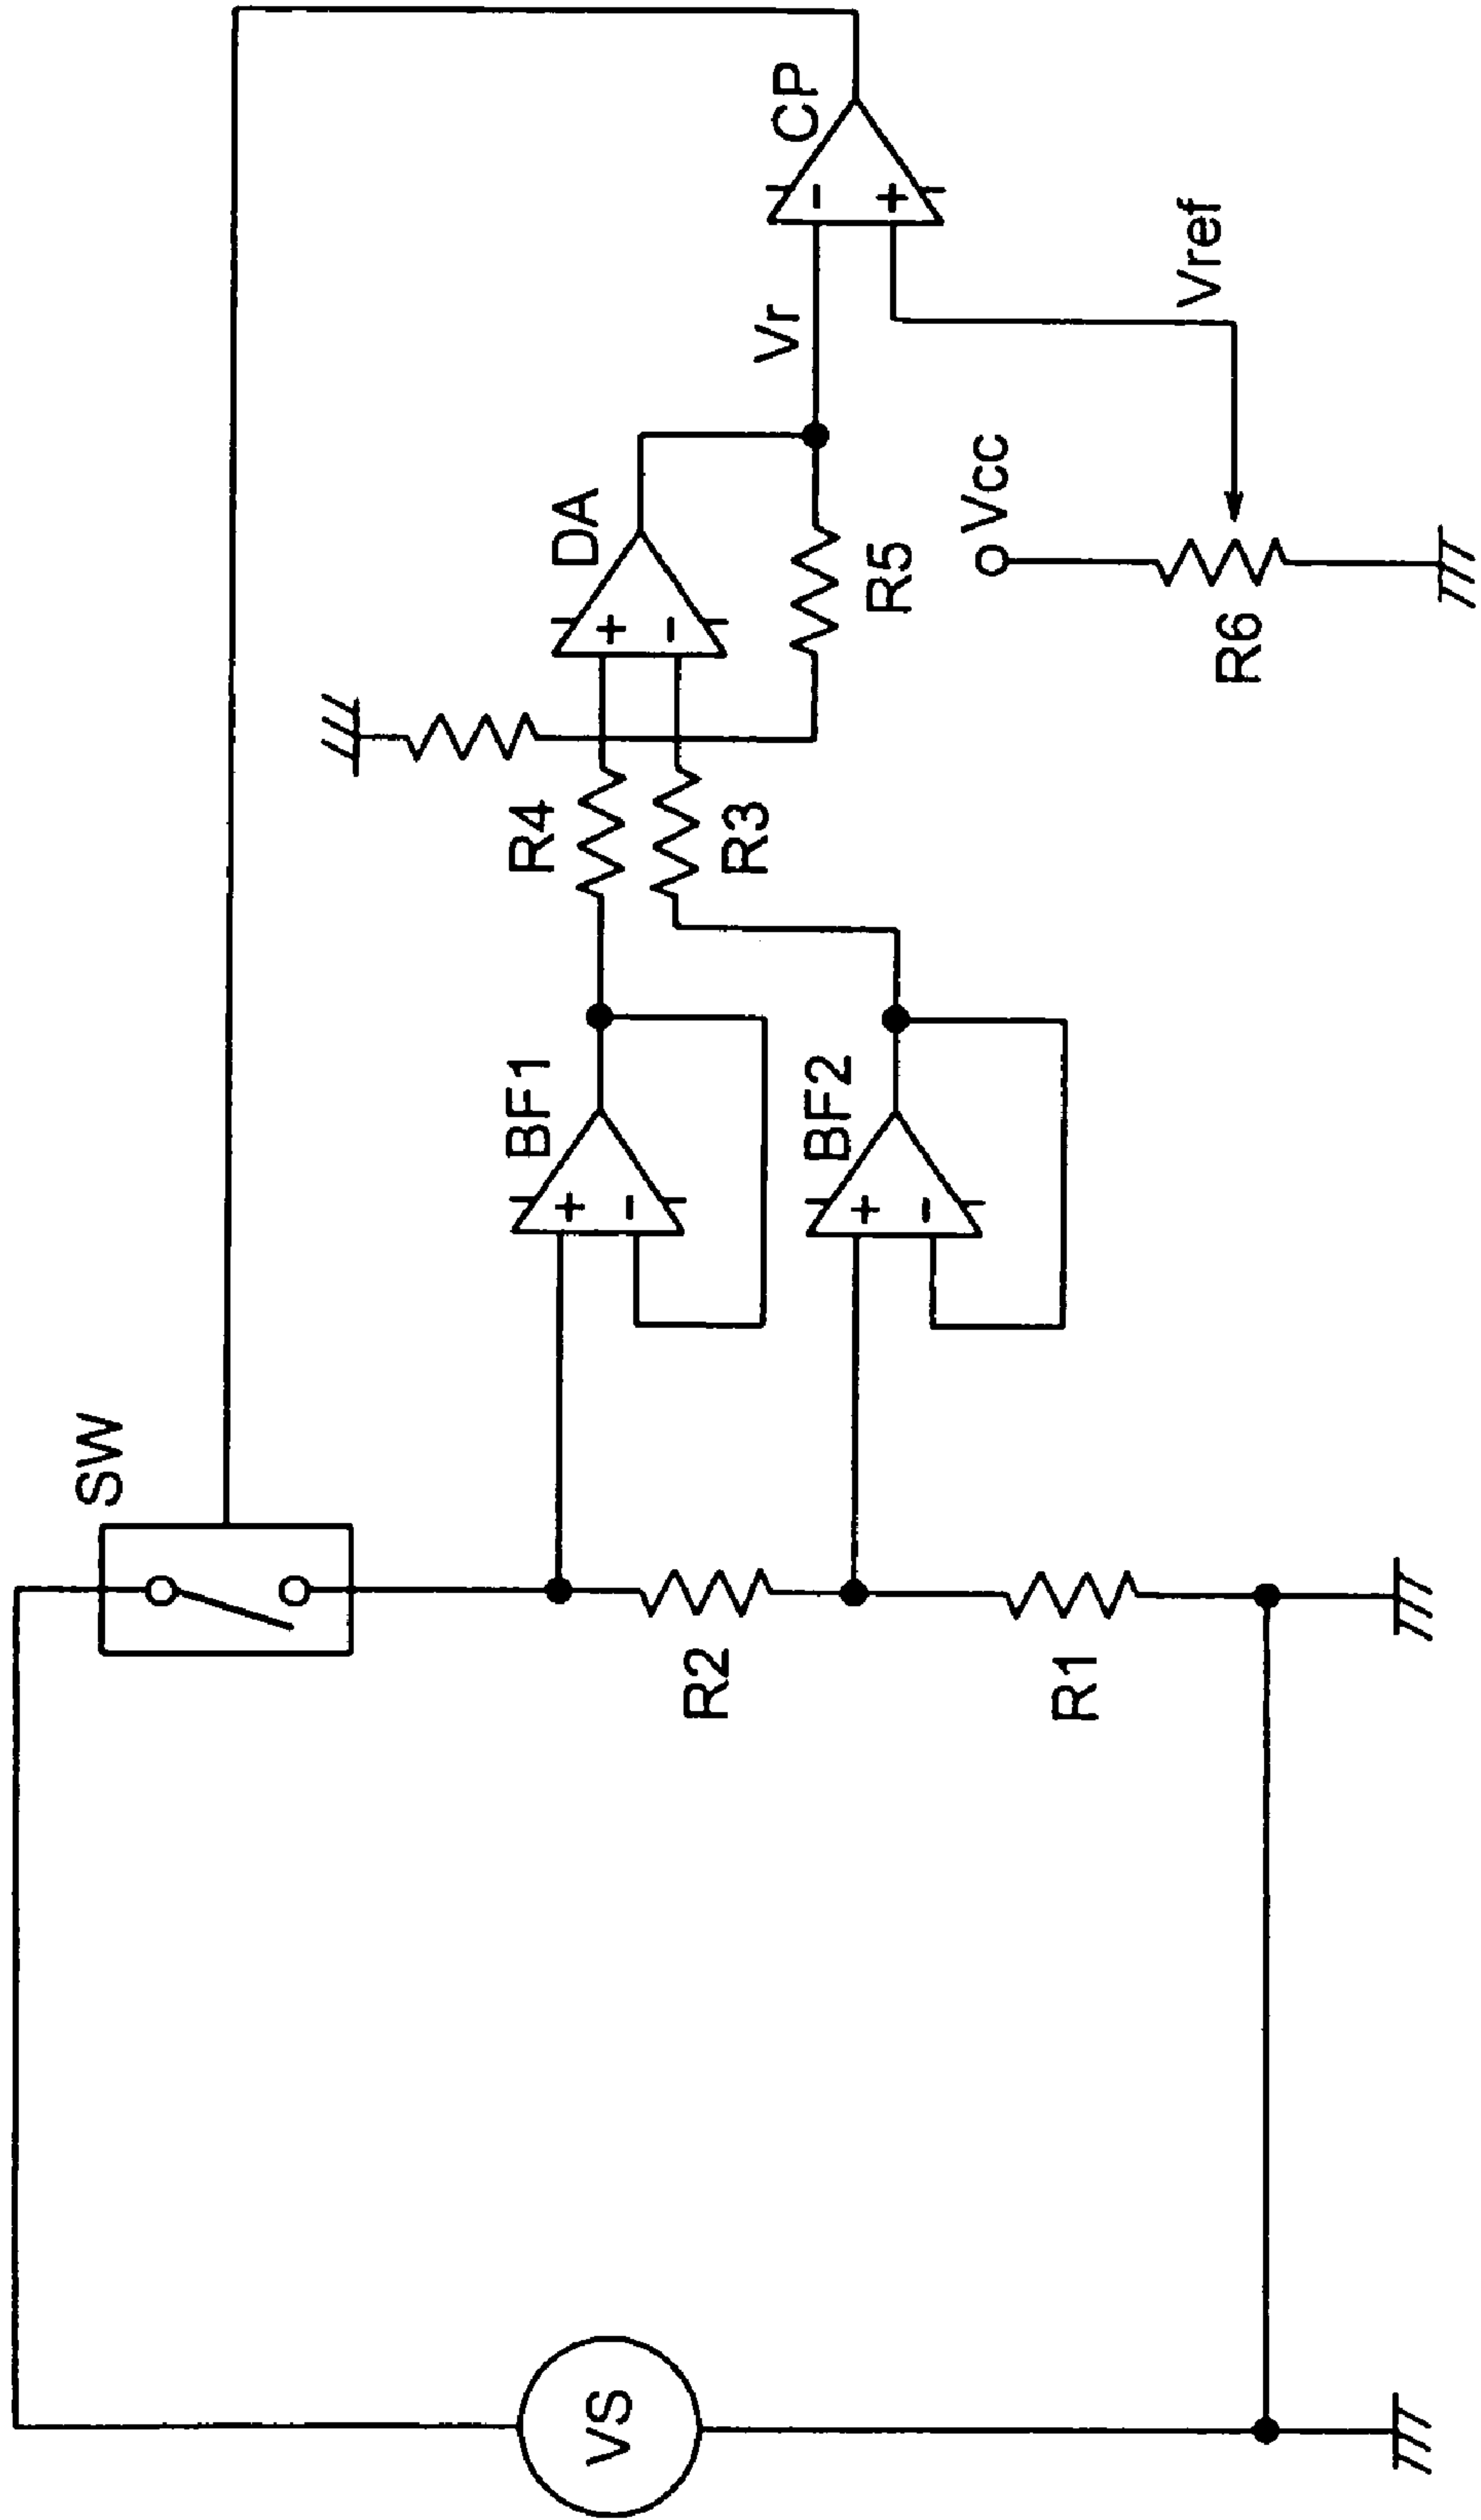 SW
VS
R2
R1
BF1
BF2
+
-
+
-
R4
R3
DA
+
-
R5
Vr
CP
-
+
Vcc
R6
Vref